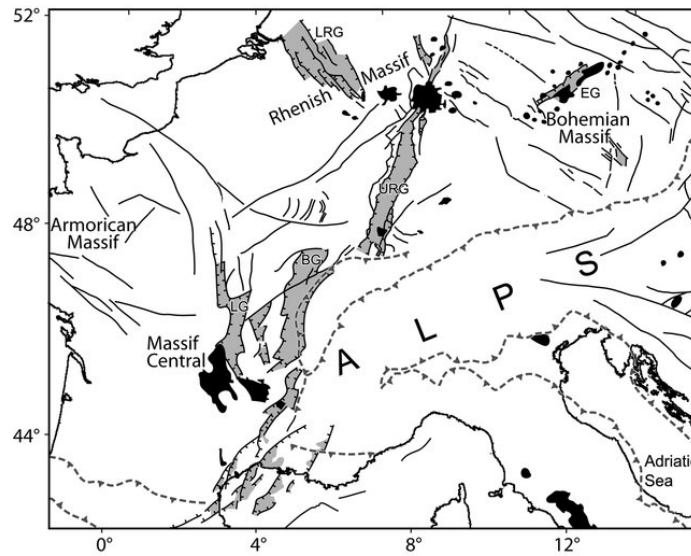 52°
LRG
Rhenish Massif
EG
Bohemian
Massif
URG
48°
Armorican
Massif
BG
LG
ALPS
Massif
Central
44°
Adriatic
Sea
0°
4°
8°
12°